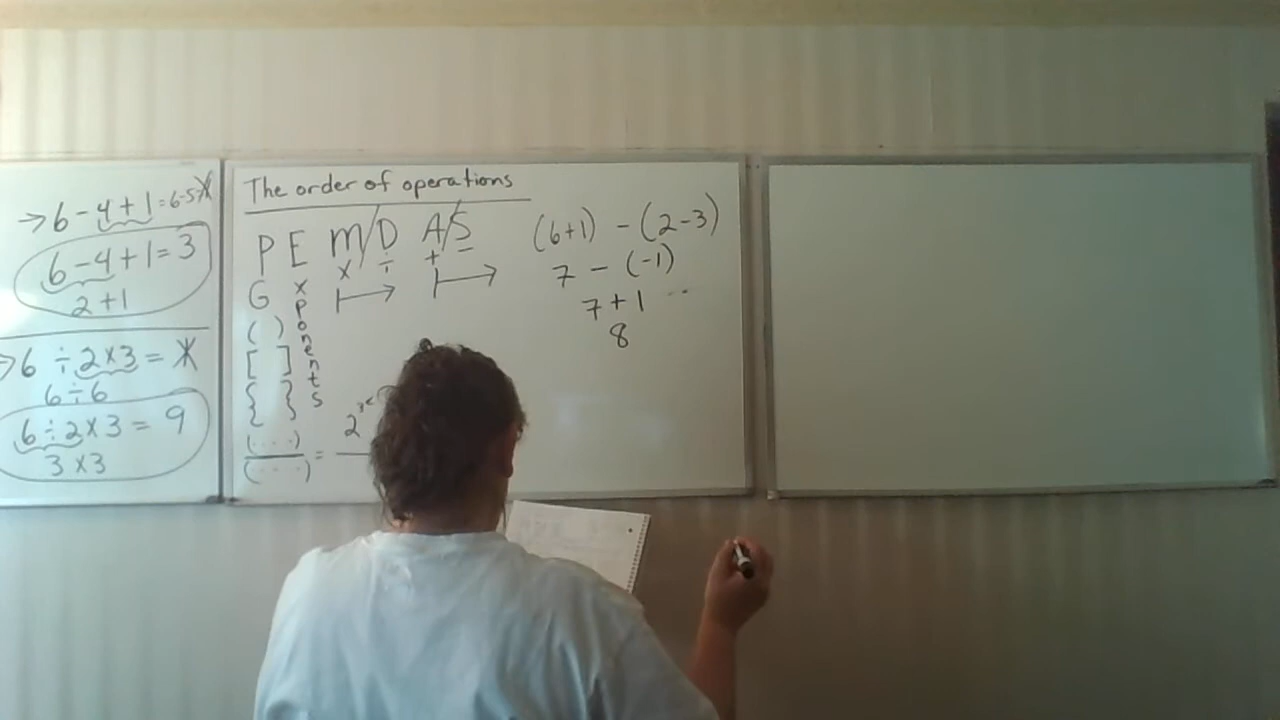 → 6 - 4 + 1 = 6-5
6 - 4 + 1 = 3
2 + 1
→ 6 ÷ 2 × 3 =
6 ÷ 6
6 ÷ 2 × 3 = 9
3 × 3
The order of operations
P E M/D A/S
× ÷ + -
G xponents
( )
[ ]
{ }
(...)
(...)
=
2
(6+1) - (2-3)
7 - (-1)
7 + 1
8